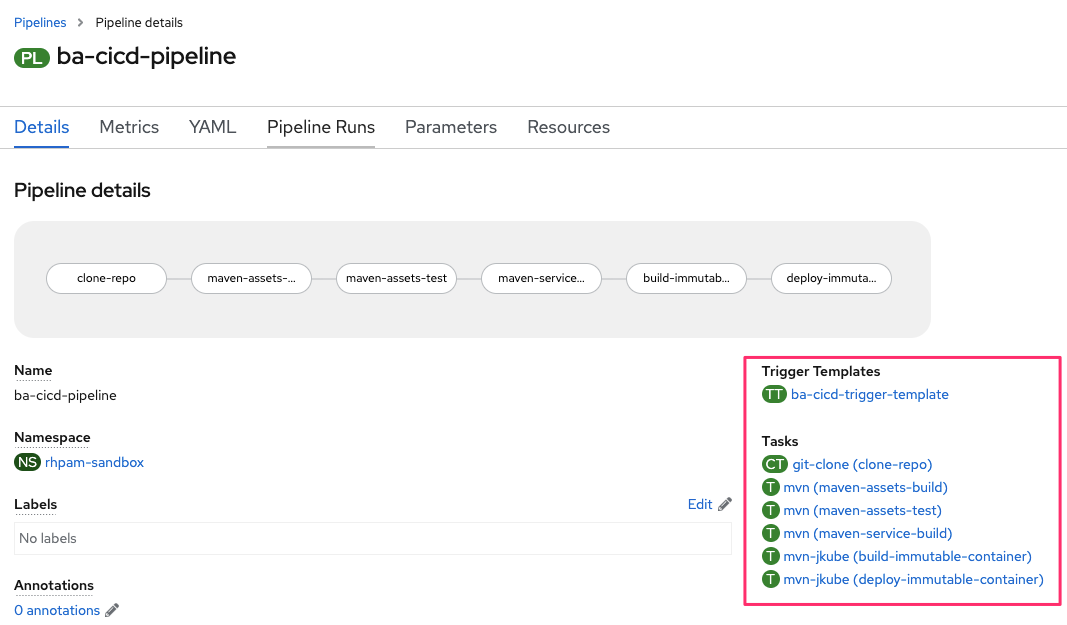 Pipelines > Pipeline details
PL ba-cicd-pipeline
Details Metrics YAML Pipeline Runs Parameters Resources
Pipeline details
clone-repo maven-assets-... maven-assets-test maven-service... build-immutab... deploy-immuta...
Name
ba-cicd-pipeline
Namespace
NS rhpam-sandbox
Labels Edit
No labels
Annotations
0 annotations
Trigger Templates
TT ba-cicd-trigger-template
Tasks
CT git-clone (clone-repo)
T mvn (maven-assets-build)
T mvn (maven-assets-test)
T mvn (maven-service-build)
T mvn-jkube (build-immutable-container)
T mvn-jkube (deploy-immutable-container)